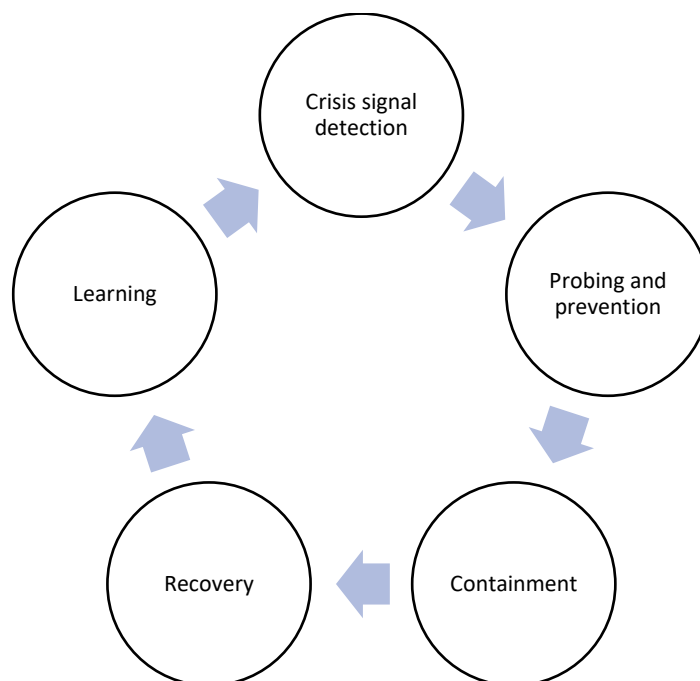 Crisis signal
detection
Probing and
prevention
Containment
Recovery
Learning